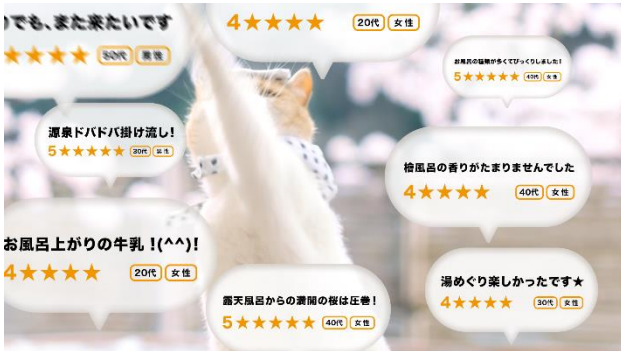 でも、また来たいです
★★★★★ 50代 男性
4★★★★ 20代 女性
お風呂の種類が多くてびっくりしました！
5★★★★★ 40代 女性
源泉ドバドバ掛け流し！
5★★★★★ 30代 女性
檜風呂の香りがたまりませんでした
4★★★★ 40代 女性
お風呂上がりの牛乳！(^^)！
4★★★★ 20代 女性
露天風呂からの満開の桜は圧巻！
5★★★★★ 40代 女性
湯めぐり楽しかったです★
4★★★★ 30代 女性